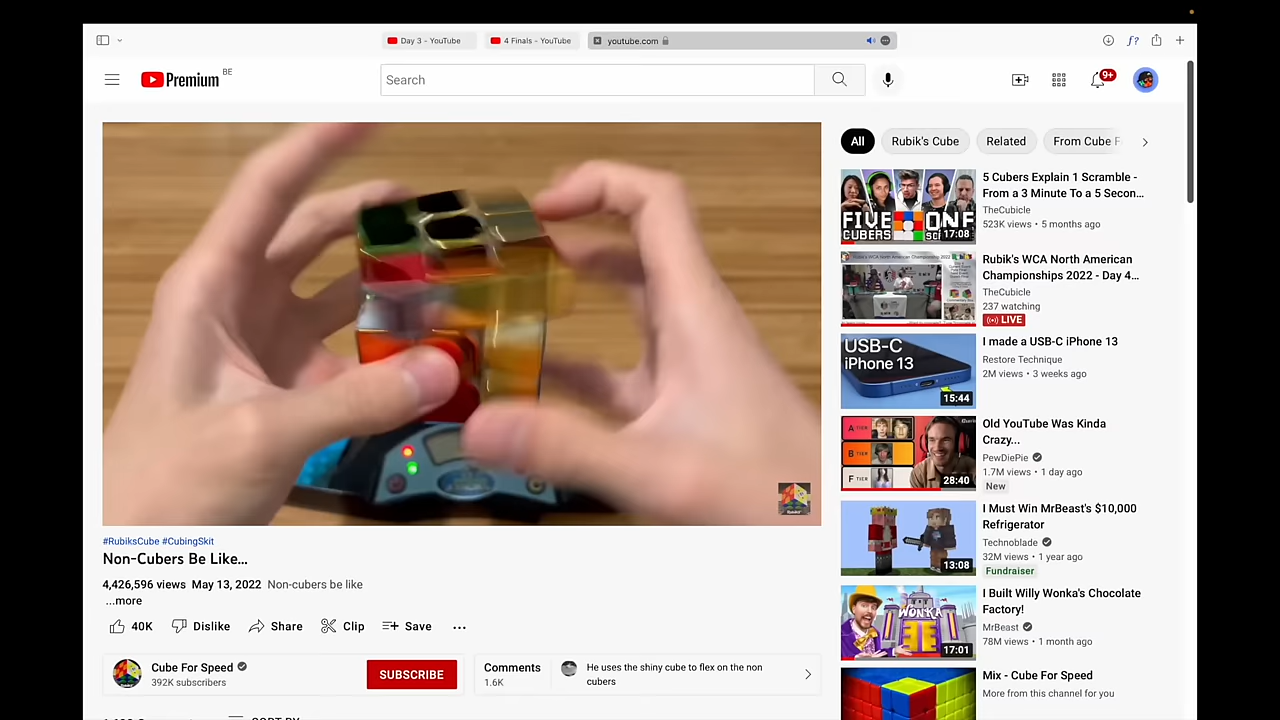 Day 3 - YouTube
4 Finals - YouTube
youtube.com
Premium BE
Search
9+
All
Rubik's Cube
Related
From Cube F
5 Cubers Explain 1 Scramble -
From a 3 Minute To a 5 Secon...
TheCubicle
523K views • 5 months ago
FIVE ONE
CUBERS
17:08
Rubik's WCA North American
Championships 2022 - Day 4...
TheCubicle
237 watching
LIVE
USB-C
iPhone 13
15:44
I made a USB-C iPhone 13
Restore Technique
2M views • 3 weeks ago
A TIER
B TIER
F TIER
28:40
Old YouTube Was Kinda
Crazy...
PewDiePie
1.7M views • 1 day ago
New
13:08
I Must Win MrBeast's $10,000
Refrigerator
Technoblade
32M views • 1 year ago
Fundraiser
WONKA
17:01
I Built Willy Wonka's Chocolate
Factory!
MrBeast
78M views • 1 month ago
Mix - Cube For Speed
More from this channel for you
#RubiksCube #CubingSkit
Non-Cubers Be Like...
4,426,596 views May 13, 2022 Non-cubers be like
...more
40K
Dislike
Share
Clip
Save
Cube For Speed
392K subscribers
SUBSCRIBE
Comments
1.6K
He uses the shiny cube to flex on the non
cubers